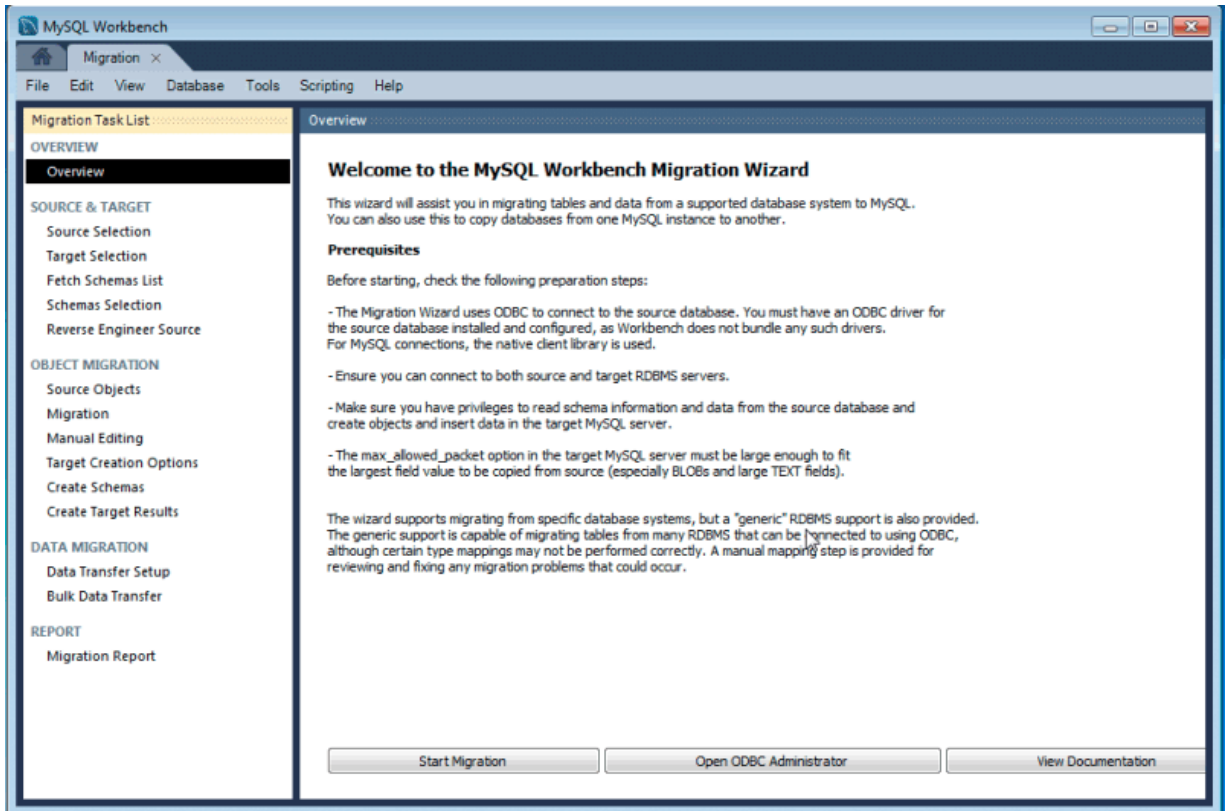 MySQL Workbench
Migration ×
File Edit View Database Tools Scripting Help
Migration Task List
OVERVIEW
Overview
SOURCE & TARGET
Source Selection
Target Selection
Fetch Schemas List
Schemas Selection
Reverse Engineer Source
OBJECT MIGRATION
Source Objects
Migration
Manual Editing
Target Creation Options
Create Schemas
Create Target Results
DATA MIGRATION
Data Transfer Setup
Bulk Data Transfer
REPORT
Migration Report
Overview
Welcome to the MySQL Workbench Migration Wizard
This wizard will assist you in migrating tables and data from a supported database system to MySQL.
You can also use this to copy databases from one MySQL instance to another.
Prerequisites
Before starting, check the following preparation steps:
- The Migration Wizard uses ODBC to connect to the source database. You must have an ODBC driver for
the source database installed and configured, as Workbench does not bundle any such drivers.
For MySQL connections, the native client library is used.
- Ensure you can connect to both source and target RDBMS servers.
- Make sure you have privileges to read schema information and data from the source database and
create objects and insert data in the target MySQL server.
- The max_allowed_packet option in the target MySQL server must be large enough to fit
the largest field value to be copied from source (especially BLOBs and large TEXT fields).
The wizard supports migrating from specific database systems, but a "generic" RDBMS support is also provided.
The generic support is capable of migrating tables from many RDBMS that can be connected to using ODBC,
although certain type mappings may not be performed correctly. A manual mapping step is provided for
reviewing and fixing any migration problems that could occur.
Start Migration
Open ODBC Administrator
View Documentation